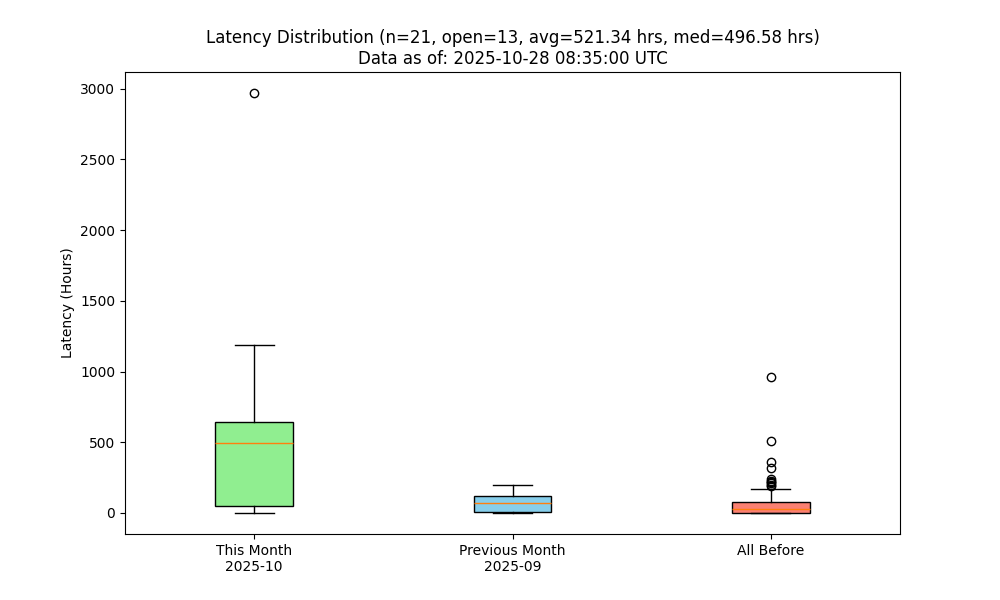 Latency Distribution (n=21, open=13, avg=521.34 hrs, med=496.58 hrs)
Data as of: 2025-10-28 08:35:00 UTC
Latency (Hours)
3000
2500
2000
1500
1000
500
0
This Month
2025-10
Previous Month
2025-09
All Before